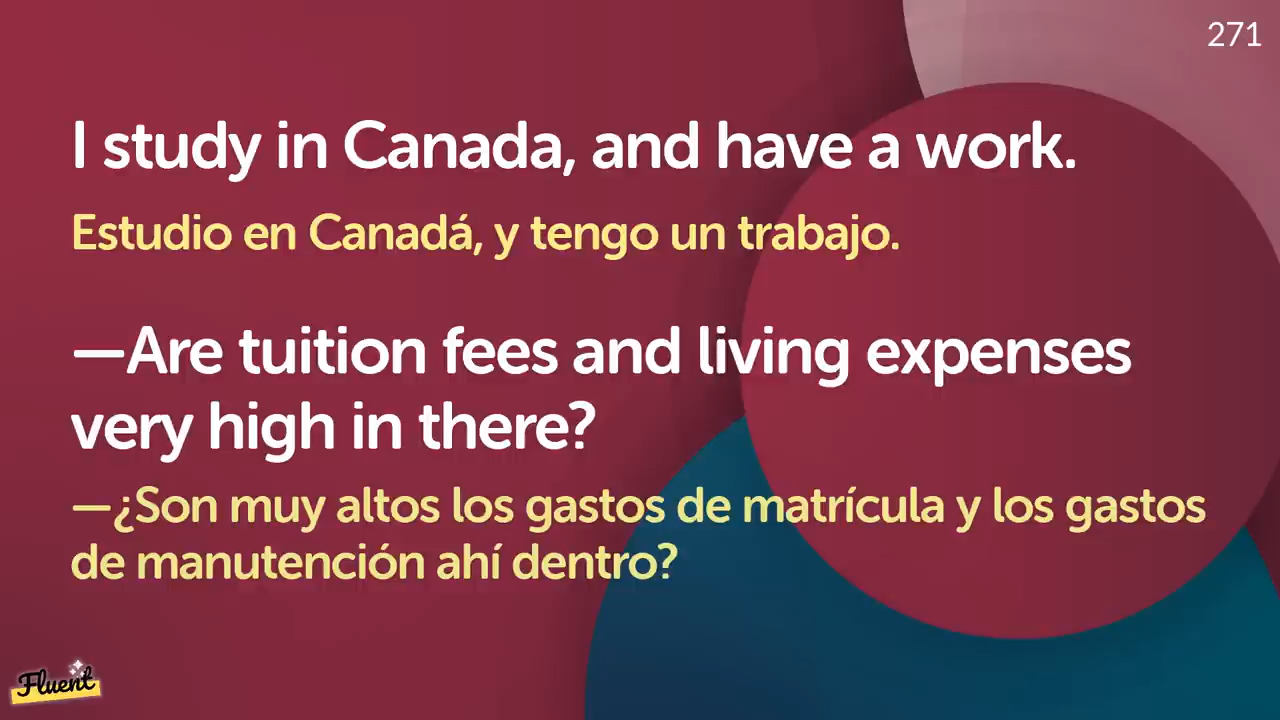 271
I study in Canada, and have a work.
Estudio en Canadá, y tengo un trabajo.
—Are tuition fees and living expenses
very high in there?
—¿Son muy altos los gastos de matrícula y los gastos
de manutención ahí dentro?
Fluent